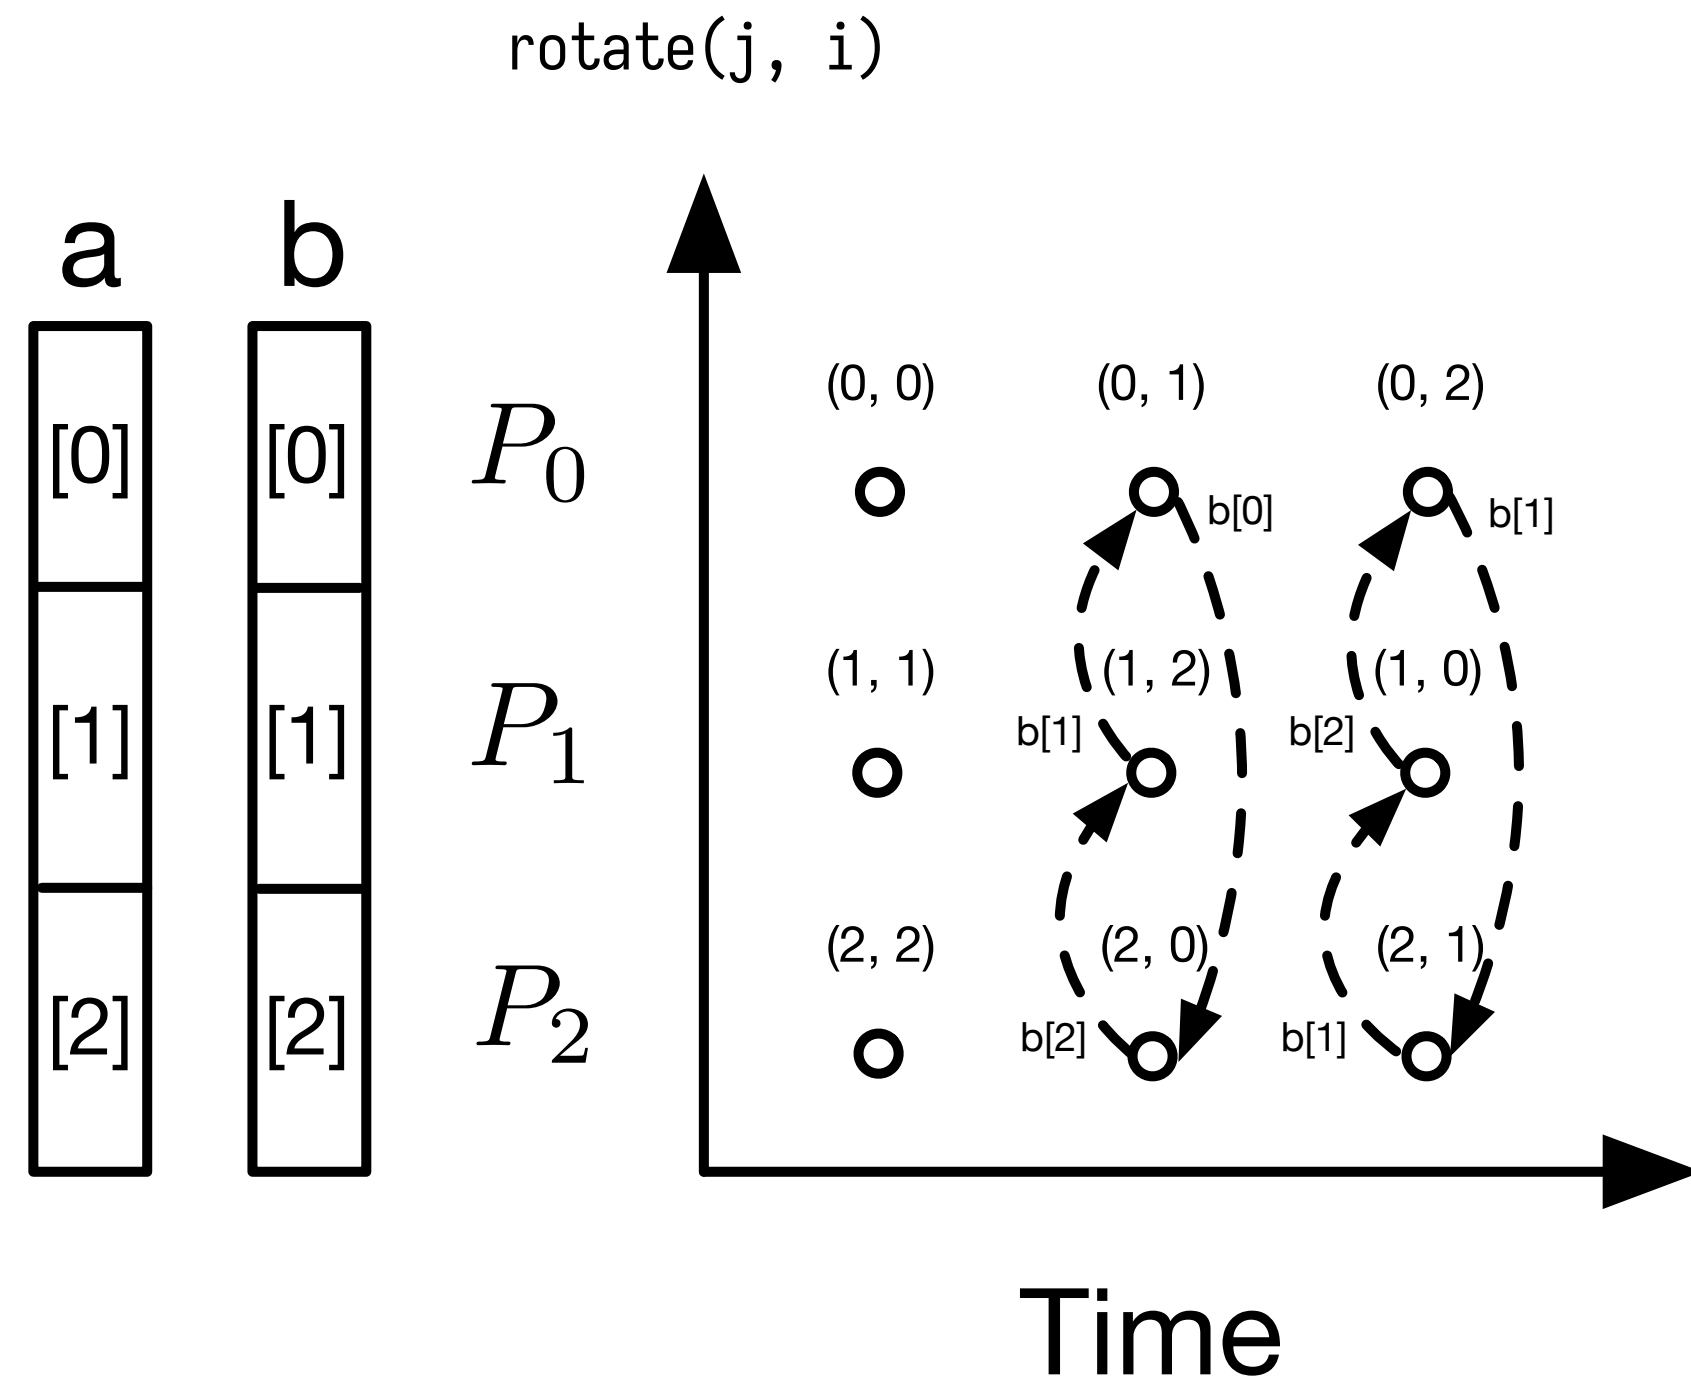 rotate(j, i)
a b
[0] [0] P0
[1] [1] P1
[2] [2] P2
(0, 0) (0, 1) (0, 2)
b[0] b[1]
(1, 1) (1, 2) (1, 0)
b[1] b[2]
(2, 2) (2, 0) (2, 1)
b[2] b[1]
Time